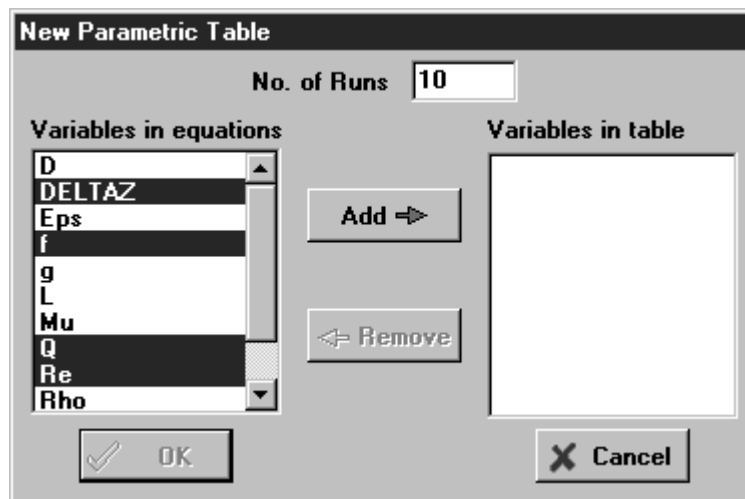 New Parametric Table
No. of Runs 10
Variables in equations
Variables in table
D
DELTAZ
Eps
f
g
L
Mu
Q
Re
Rho
Add
Remove
OK
Cancel